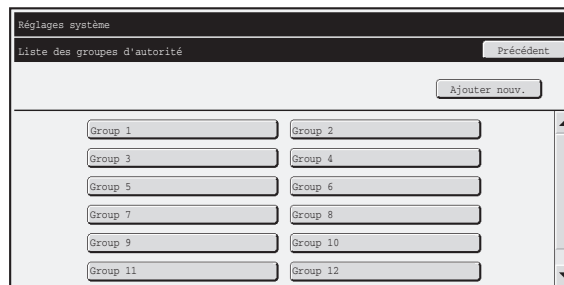 Réglages système
Liste des groupes d'autorité
Précédent
Ajouter nouv.
Group 1
Group 2
Group 3
Group 4
Group 5
Group 6
Group 7
Group 8
Group 9
Group 10
Group 11
Group 12